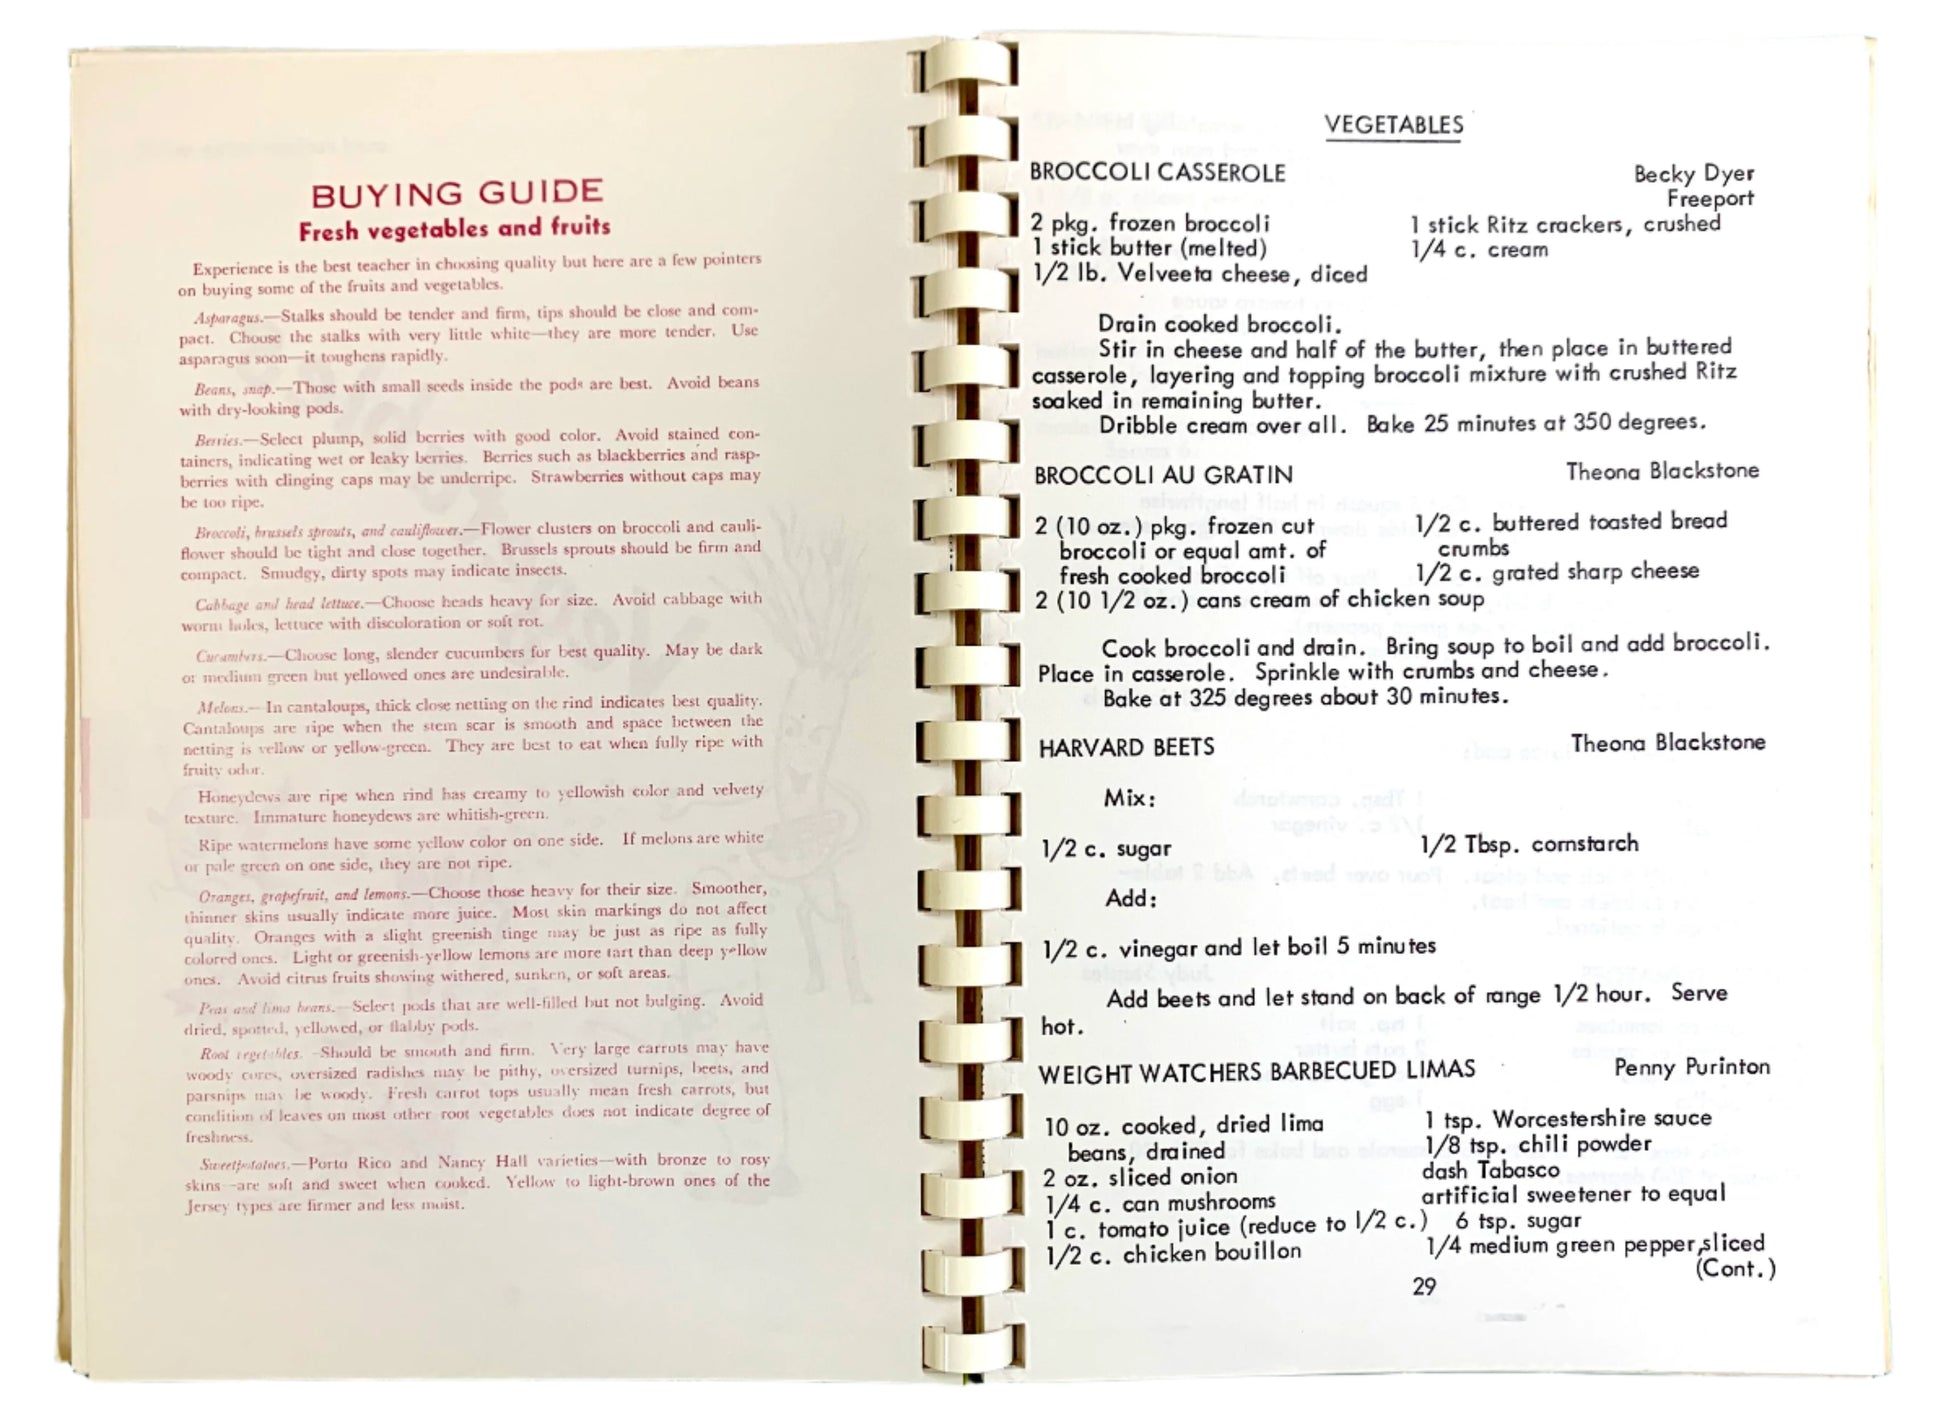 BUYING GUIDE
Fresh vegetables and fruits
Experience is the best teacher in choosing quality but here are a few pointers
on buying some of the fruits and vegetables.
Asparagus.—Stalks should be tender and firm, tips should be close and com-
pact. Choose the stalks with very little white—they are more tender. Use
asparagus soon—it toughens rapidly.
Beans, snap.—Those with small seeds inside the pods are best. Avoid beans
with dry-looking pods.
Berries.—Select plump, solid berries with good color. Avoid stained con-
tainers, indicating wet or leaky berries. Berries such as blackberries and rasp-
berries with clinging caps may be underripe. Strawberries without caps may
be too ripe.
Broccoli, brussels sprouts, and cauliflower.—Flower clusters on broccoli and cauli-
flower should be tight and close together. Brussels sprouts should be firm and
compact. Smudgy, dirty spots may indicate insects.
Cabbage and head lettuce.—Choose heads heavy for size. Avoid cabbage with
worm holes, lettuce with discoloration or soft rot.
Cucumbers.—Choose long, slender cucumbers for best quality. May be dark
or medium green but yellowed ones are undesirable.
Melons.—In cantaloups, thick close netting on the rind indicates best quality.
Cantaloups are ripe when the stem scar is smooth and space between the
netting is yellow or yellow-green. They are best to eat when fully ripe with
fruity odor.
Honeydews are ripe when rind has creamy to yellowish color and velvety
texture. Immature honeydews are whitish-green.
Ripe watermelons have some yellow color on one side. If melons are white
or pale green on one side, they are not ripe.
Oranges, grapefruit, and lemons.—Choose those heavy for their size. Smoother,
thinner skins usually indicate more juice. Most skin markings do not affect
quality. Oranges with a slight greenish tinge may be just as ripe as fully
colored ones. Light or greenish-yellow lemons are more tart than deep yellow
ones. Avoid citrus fruits showing withered, sunken, or soft areas.
Peas and lima beans.—Select pods that are well-filled but not bulging. Avoid
dried, spotted, yellowed, or flabby pods.
Root vegetables.—Should be smooth and firm. Very large carrots may have
woody cores, oversized radishes may be pithy, oversized turnips, beets, and
parsnips may be woody. Fresh carrot tops usually mean fresh carrots, but
condition of leaves on most other root vegetables does not indicate degree of
freshness.
Sweetpotatoes.—Porto Rico and Nancy Hall varieties—with bronze to rosy
skins—are soft and sweet when cooked. Yellow to light-brown ones of the
Jersey types are firmer and less moist.
VEGETABLES
BROCCOLI CASSEROLE Becky Dyer
Freeport
2 pkg. frozen broccoli 1 stick Ritz crackers, crushed
1 stick butter (melted) 1/4 c. cream
1/2 lb. Velveeta cheese, diced
Drain cooked broccoli.
Stir in cheese and half of the butter, then place in buttered
casserole, layering and topping broccoli mixture with crushed Ritz
soaked in remaining butter.
Dribble cream over all. Bake 25 minutes at 350 degrees.
BROCCOLI AU GRATIN Theona Blackstone
2 (10 oz.) pkg. frozen cut 1/2 c. buttered toasted bread
broccoli or equal amt. of crumbs
fresh cooked broccoli 1/2 c. grated sharp cheese
2 (10 1/2 oz.) cans cream of chicken soup
Cook broccoli and drain. Bring soup to boil and add broccoli.
Place in casserole. Sprinkle with crumbs and cheese.
Bake at 325 degrees about 30 minutes.
HARVARD BEETS Theona Blackstone
Mix:
1/2 c. sugar 1/2 Tbsp. cornstarch
Add:
1/2 c. vinegar and let boil 5 minutes
Add beets and let stand on back of range 1/2 hour. Serve
hot.
WEIGHT WATCHERS BARBECUED LIMAS Penny Purinton
10 oz. cooked, dried lima 1 tsp. Worcestershire sauce
beans, drained 1/8 tsp. chili powder
2 oz. sliced onion dash Tabasco
1/4 c. can mushrooms artificial sweetener to equal
1 c. tomato juice (reduce to 1/2 c.) 6 tsp. sugar
1/2 c. chicken bouillon 1/4 medium green pepper,sliced
(Cont.)
29